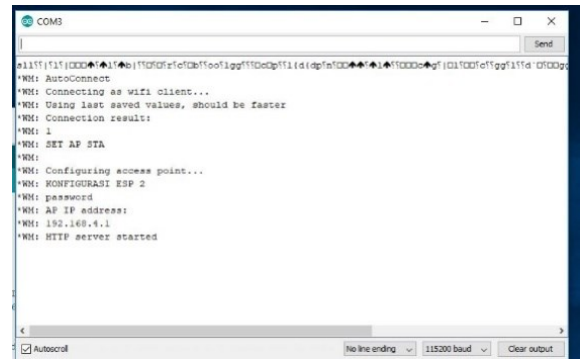 COM3
Send
*WM: AutoConnect
*WM: Connecting as wifi client...
*WM: Using last saved values, should be faster
*WM: Connection result:
*WM: 1
*WM: SET AP STA
*WM:
*WM: Configuring access point...
*WM: KONFIGURASI ESP 2
*WM: password
*WM: AP IP address:
*WM: 192.168.4.1
*WM: HTTP server started
Autoscroll No line ending 115200 baud Clear output